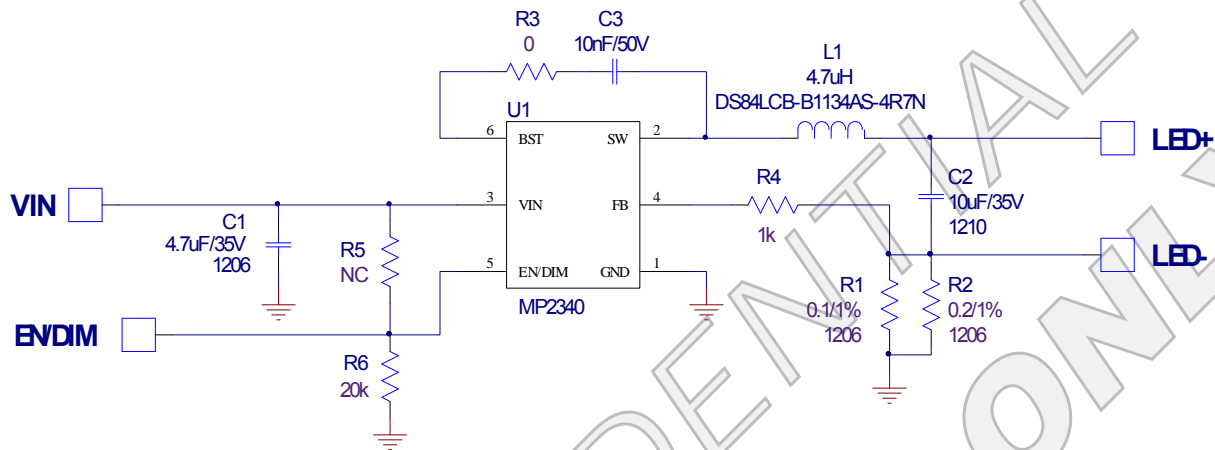 R3
0
C3
10nF/50V
L1
4.7uH
DS84LCB-B1134AS-4R7N
U1
6
BST
SW
2
LED+
VIN
3
VIN
FB
4
R4
1k
C2
10uF/35V
1210
C1
4.7uF/35V
1206
R5
NC
5
EN/DIM
GND
1
LED-
MP2340
R1
0.1/1%
1206
R2
0.2/1%
1206
EN/DIM
R6
20k
DENTIAL
ONLY